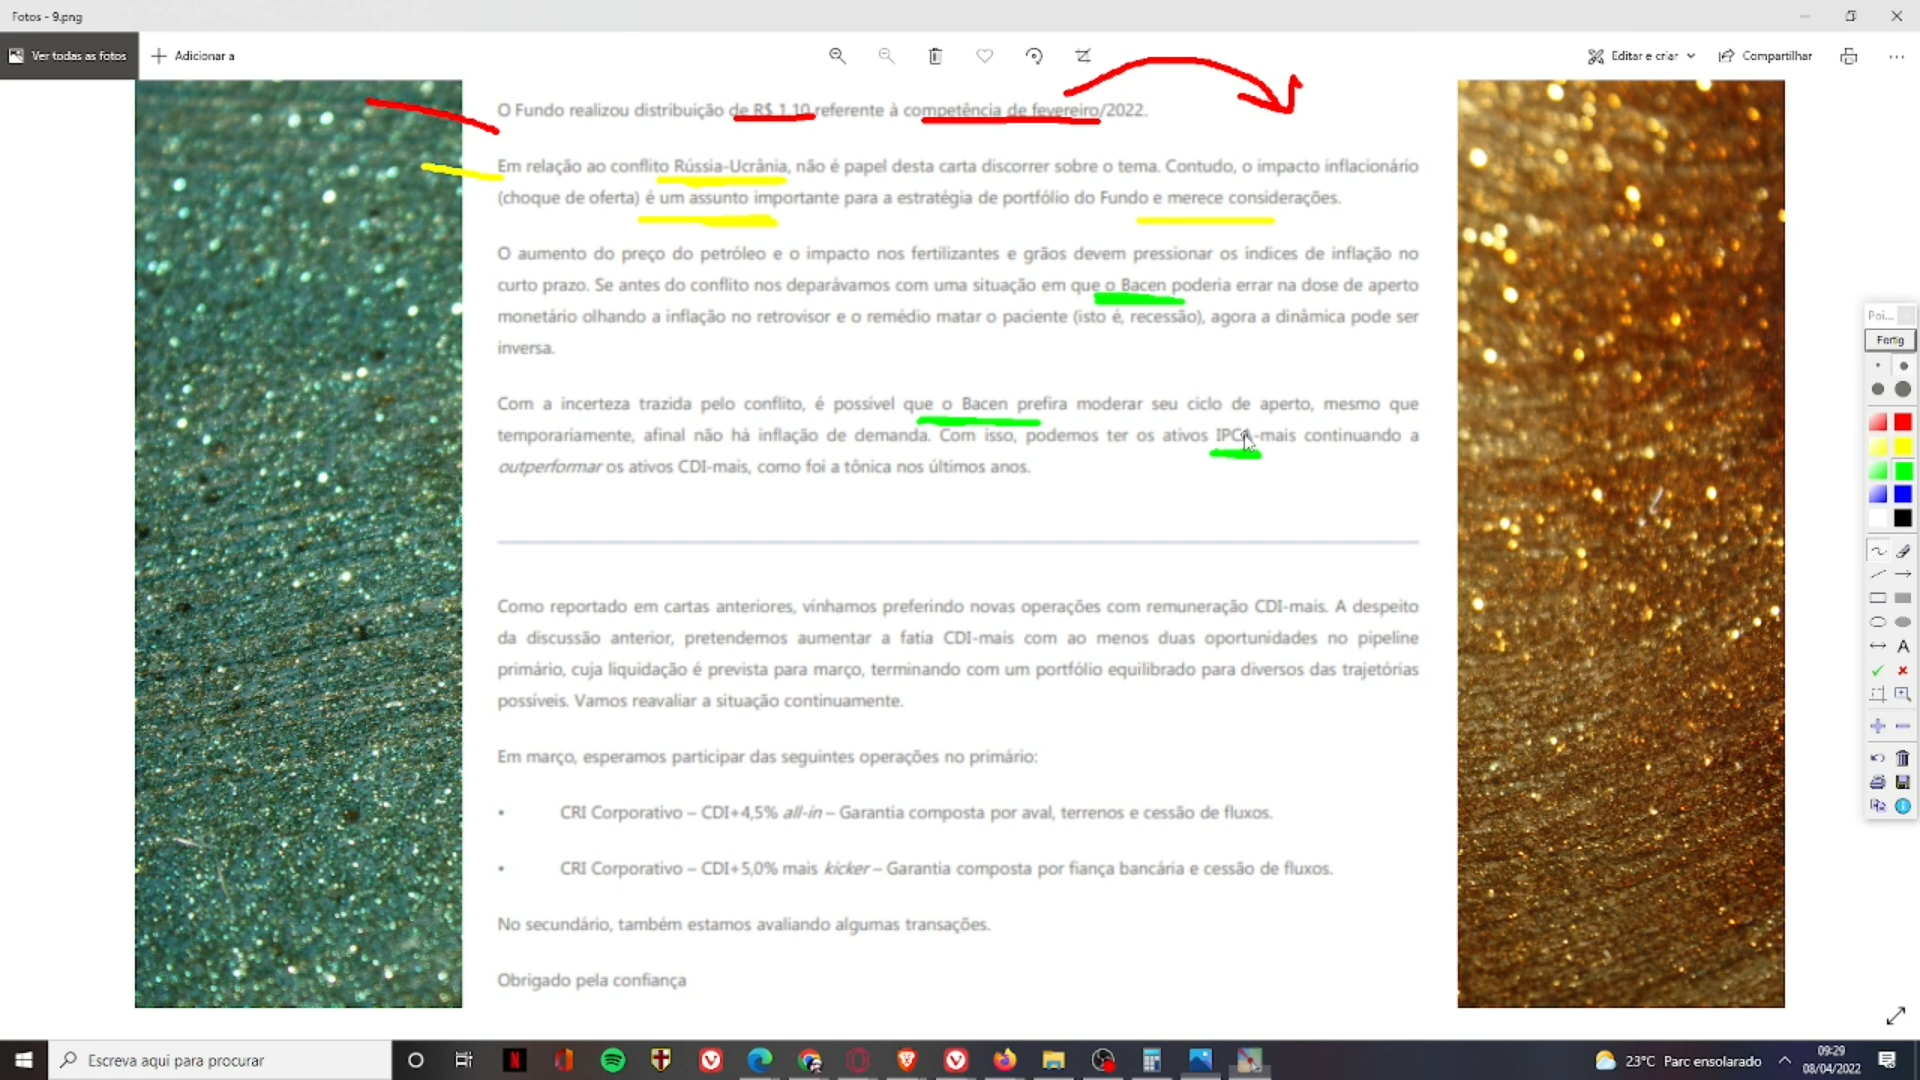 Fotos - 9.png
Ver todas as fotos
Adicionar a
Editar e criar
Compartilhar
O Fundo realizou distribuição de R$ 1,10 referente à competência de fevereiro/2022.
Em relação ao conflito Rússia-Ucrânia, não é papel desta carta discorrer sobre o tema. Contudo, o impacto inflacionário
(choque de oferta) é um assunto importante para a estratégia de portfólio do Fundo e merece considerações.
O aumento do preço do petróleo e o impacto nos fertilizantes e grãos devem pressionar os índices de inflação no
curto prazo. Se antes do conflito nos deparávamos com uma situação em que o Bacen poderia errar na dose de aperto
monetário olhando a inflação no retrovisor e o remédio matar o paciente (isto é, recessão), agora a dinâmica pode ser
inversa.
Com a incerteza trazida pelo conflito, é possível que o Bacen prefira moderar seu ciclo de aperto, mesmo que
temporariamente, afinal não há inflação de demanda. Com isso, podemos ter os ativos IPCA-mais continuando a
outperformar os ativos CDI-mais, como foi a tônica nos últimos anos.
Como reportado em cartas anteriores, vínhamos preferindo novas operações com remuneração CDI-mais. A despeito
da discussão anterior, pretendemos aumentar a fatia CDI-mais com ao menos duas oportunidades no pipeline
primário, cuja liquidação é prevista para março, terminando com um portfólio equilibrado para diversos das trajetórias
possíveis. Vamos reavaliar a situação continuamente.
Em março, esperamos participar das seguintes operações no primário:
• CRI Corporativo – CDI+4,5% all-in – Garantia composta por aval, terrenos e cessão de fluxos.
• CRI Corporativo – CDI+5,0% mais kicker – Garantia composta por fiança bancária e cessão de fluxos.
No secundário, também estamos avaliando algumas transações.
Obrigado pela confiança
Poi...
Fertig
A
Escreva aqui para procurar
23°C Parc ensolarado
09:29
08/04/2022